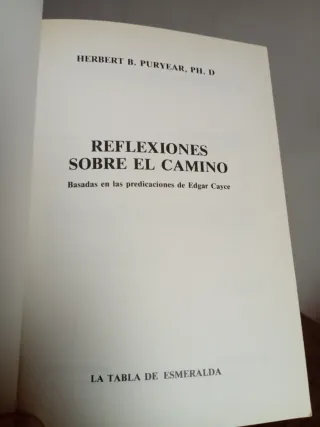 HERBERT B. PURYEAR, PH. D
REFLEXIONES
SOBRE EL CAMINO
Basadas en las predicaciones de Edgar Cayce
LA TABLA DE ESMERALDA